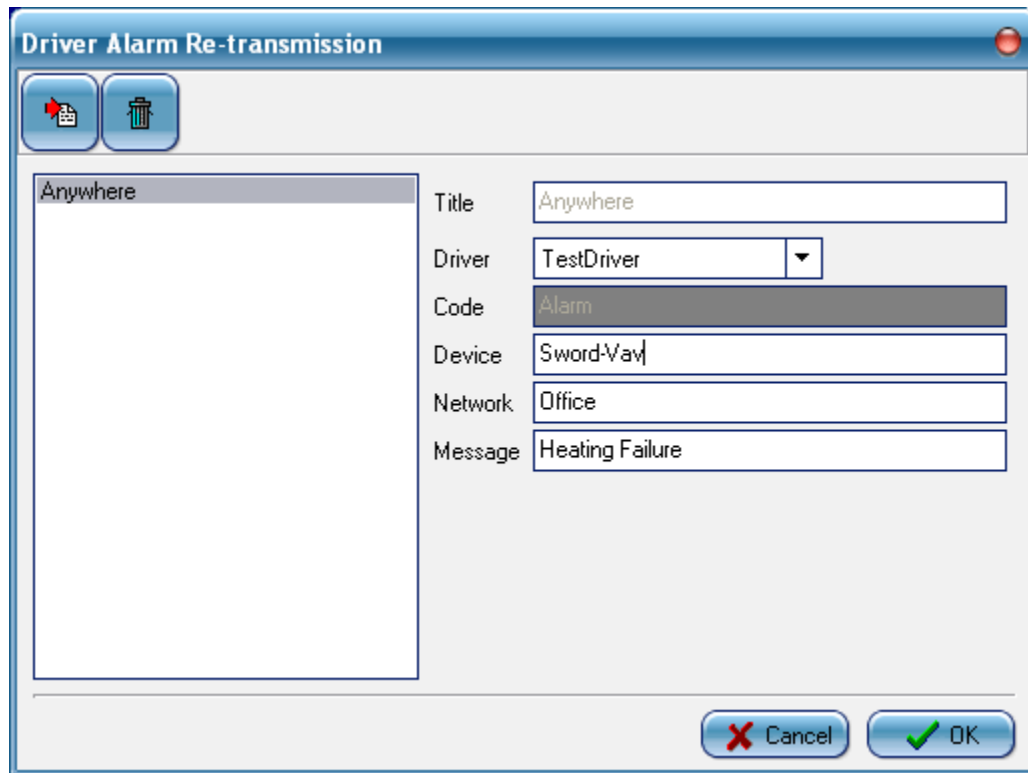 Driver Alarm Re-transmission
Anywhere
Title Anywhere
Driver TestDriver
Code Alarm
Device Sword-Vav
Network Office
Message Heating Failure
Cancel OK